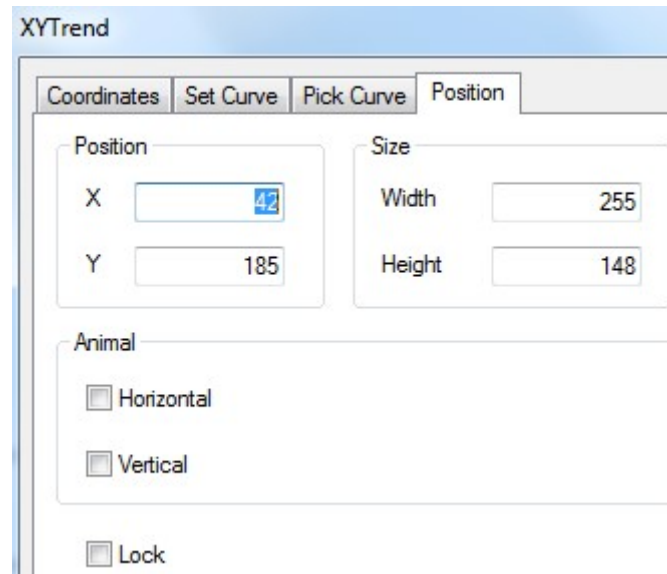 XYTrend
Coordinates Set Curve Pick Curve Position
Position Size
X 42 Width 255
Y 185 Height 148
Animal
Horizontal
Vertical
Lock